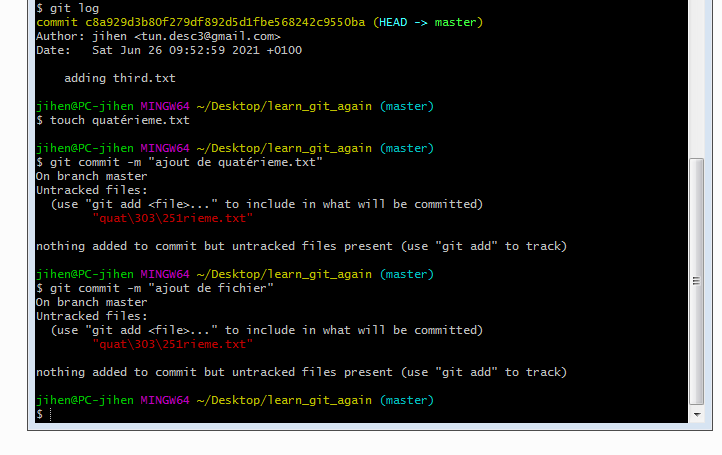 $ git log
commit c8a929d3b80f279df892d5d1fbe568242c9550ba (HEAD -> master)
Author: jihen <tun.desc3@gmail.com>
Date:   Sat Jun 26 09:52:59 2021 +0100
    adding third.txt
jihen@PC-jihen MINGW64 ~/Desktop/learn_git_again (master)
$ touch quatérieme.txt
jihen@PC-jihen MINGW64 ~/Desktop/learn_git_again (master)
$ git commit -m "ajout de quatérieme.txt"
On branch master
Untracked files:
  (use "git add <file>..." to include in what will be committed)
        "quat\303\251rieme.txt"
nothing added to commit but untracked files present (use "git add" to track)
jihen@PC-jihen MINGW64 ~/Desktop/learn_git_again (master)
$ git commit -m "ajout de fichier"
On branch master
Untracked files:
  (use "git add <file>..." to include in what will be committed)
        "quat\303\251rieme.txt"
nothing added to commit but untracked files present (use "git add" to track)
jihen@PC-jihen MINGW64 ~/Desktop/learn_git_again (master)
$